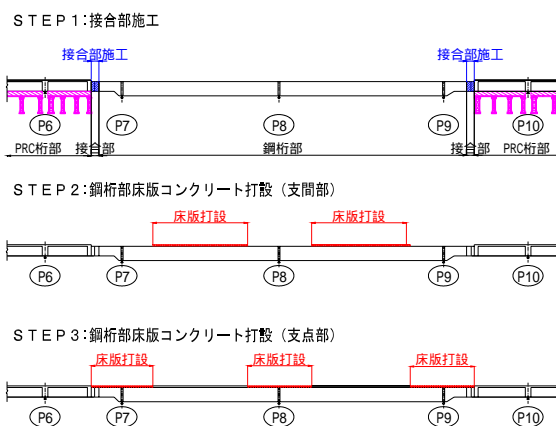 STEP1:接合部施工
接合部施工 接合部施工
P6 P7 P8 P9 P10
PRC桁部 接合部 鋼桁部 接合部 PRC桁部
STEP2:鋼桁部床版コンクリート打設（支間部）
床版打設 床版打設
P6 P7 P8 P9 P10
STEP3:鋼桁部床版コンクリート打設（支点部）
床版打設 床版打設 床版打設
P6 P7 P8 P9 P10